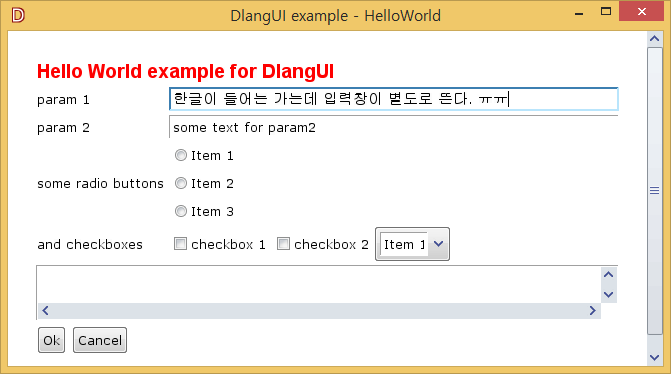 DlangUI example - HelloWorld
Hello World example for DlangUI
param 1 한글이 들어는 가는데 입력창이 별도로 뜬다. ㅠㅠ
param 2 some text for param2
Item 1
some radio buttons Item 2
Item 3
and checkboxes checkbox 1 checkbox 2 Item 1
Ok Cancel